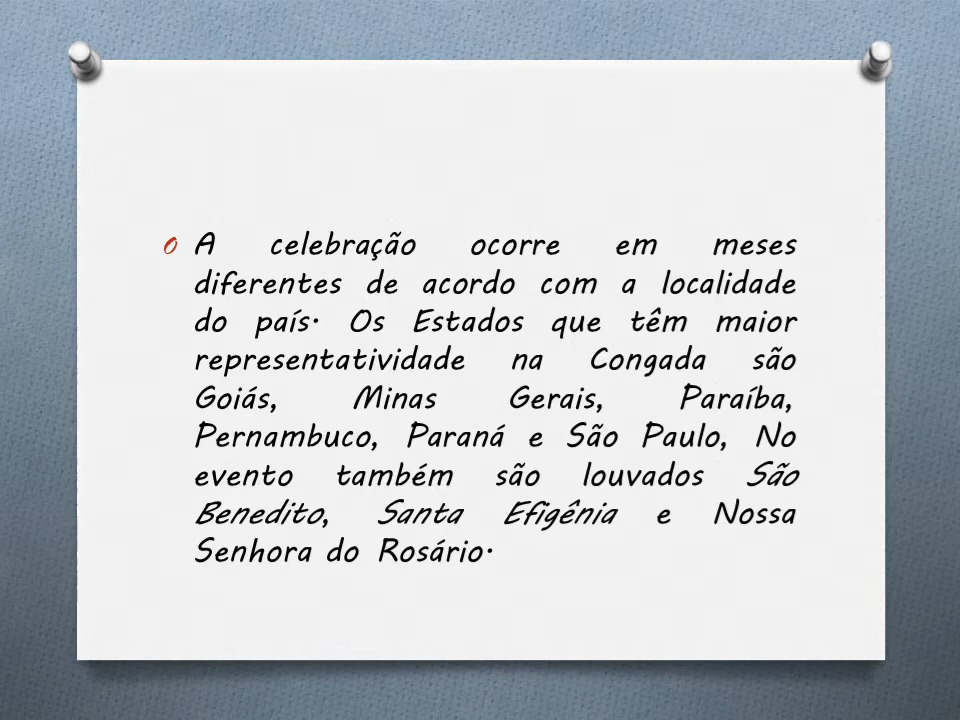 A celebração ocorre em meses
diferentes de acordo com a localidade
do país. Os Estados que têm maior
representatividade na Congada são
Goiás, Minas Gerais, Paraíba,
Pernambuco, Paraná e São Paulo, No
evento também são louvados São
Benedito, Santa Efigênia e Nossa
Senhora do Rosário.